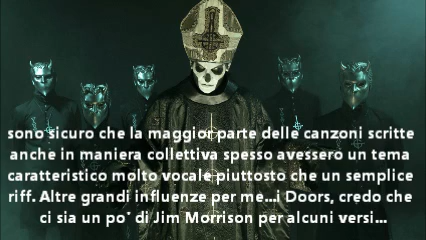 sono sicuro che la maggior parte delle canzoni scritte
anche in maniera collettiva spesso avessero un tema
caratteristico molto vocale piuttosto che un semplice
riff. Altre grandi influenze per me...i Doors, credo che
ci sia un po' di Jim Morrison per alcuni versi...